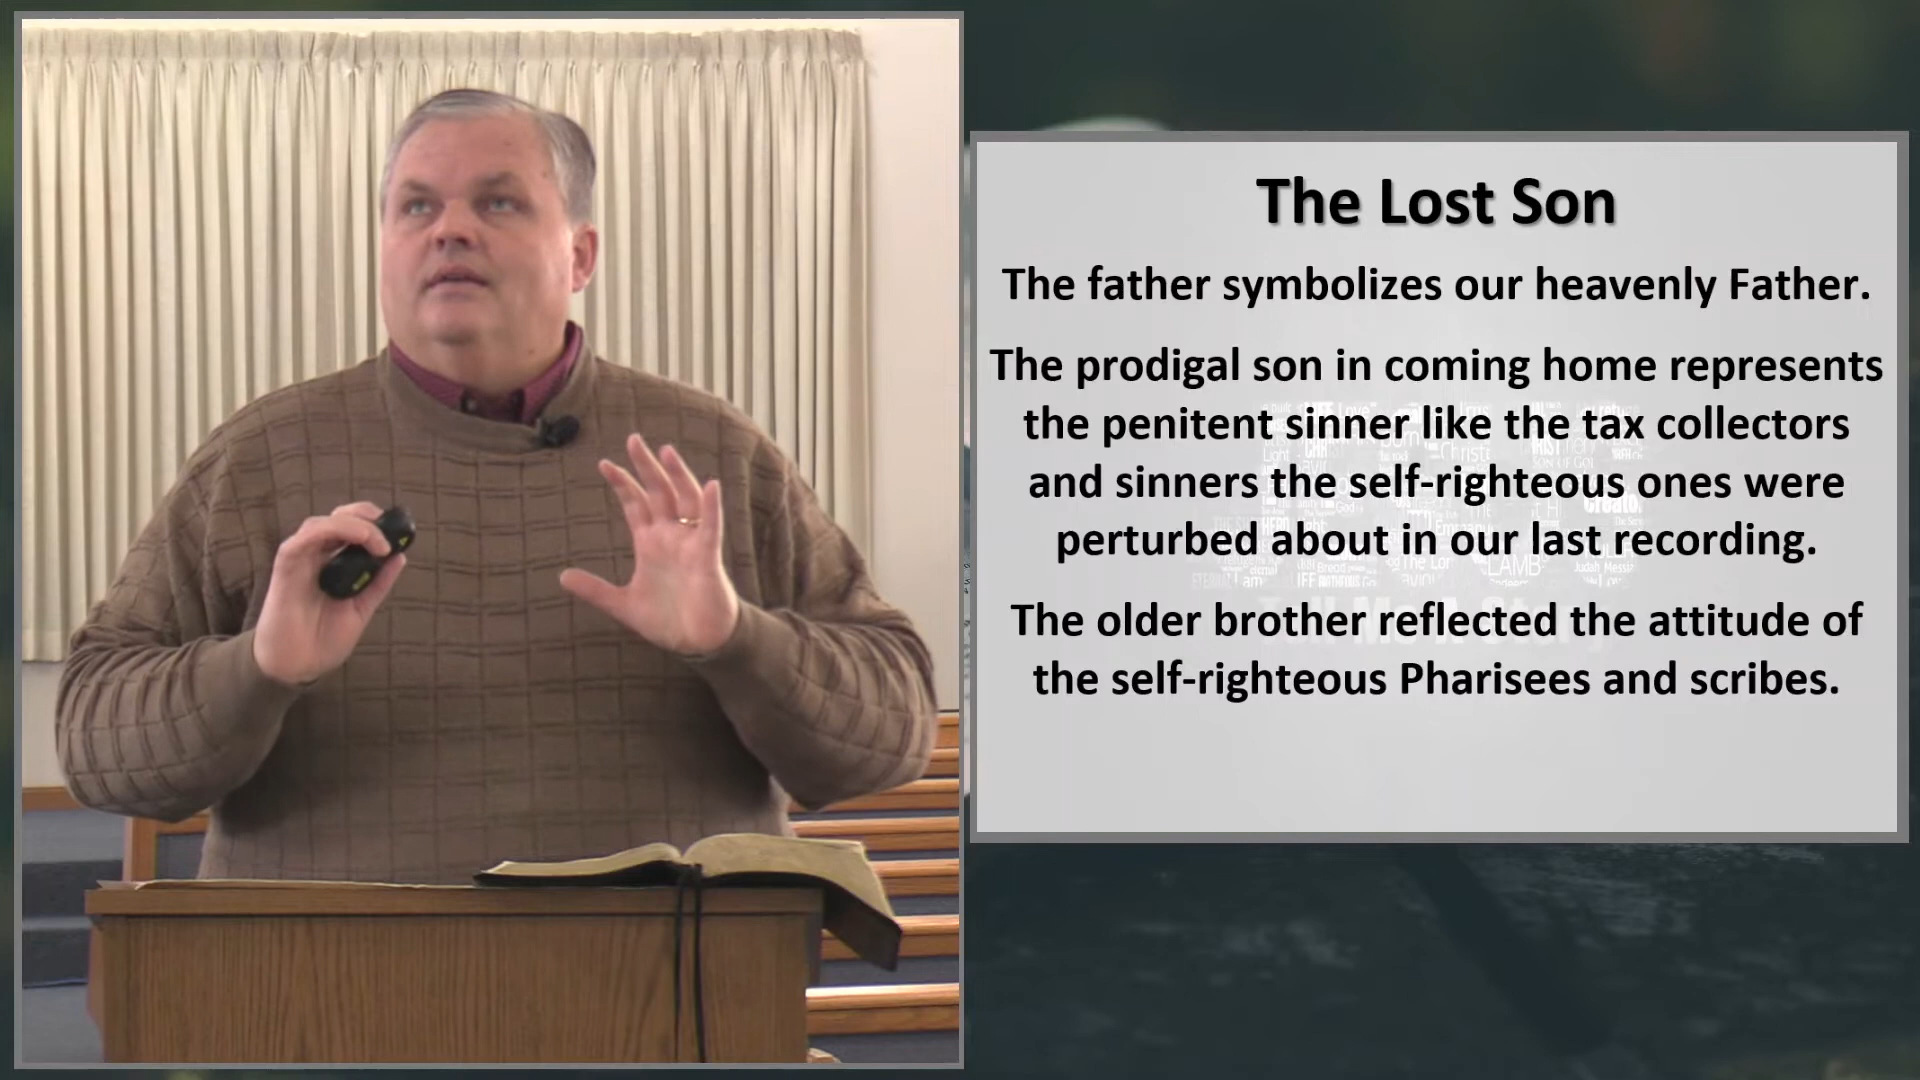 The Lost Son
The father symbolizes our heavenly Father.
The prodigal son in coming home represents
the penitent sinner like the tax collectors
and sinners the self-righteous ones were
perturbed about in our last recording.
The older brother reflected the attitude of
the self-righteous Pharisees and scribes.